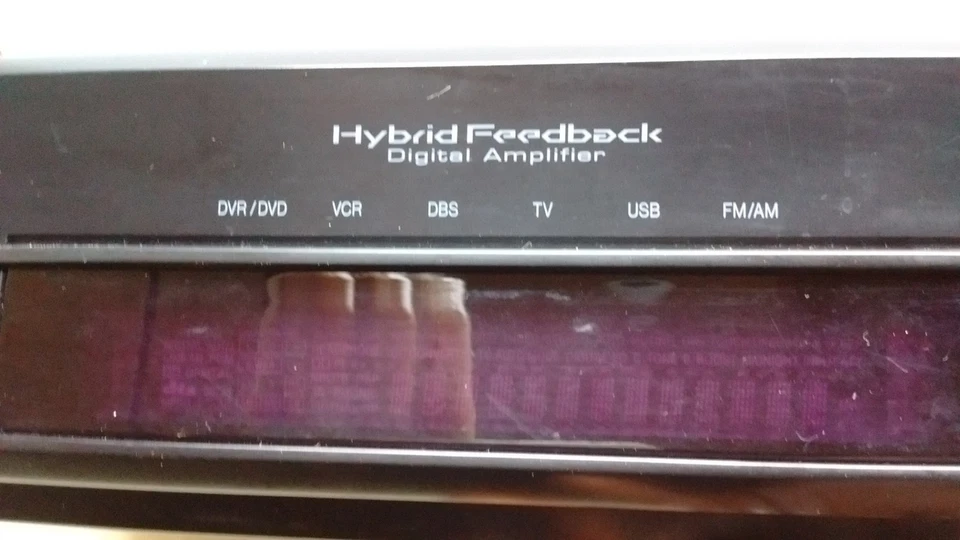 Hybrid Feedback
Digital Amplifier
DVR/DVD VCR DBS TV USB FM/AM